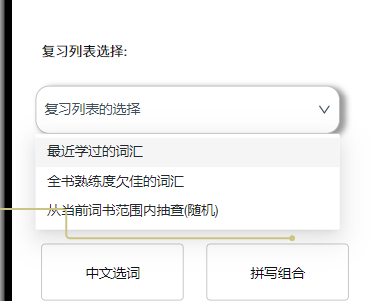 复习列表选择:
复习列表的选择
最近学过的词汇
全书熟练度欠佳的词汇
从当前词书范围内抽查(随机)
中文选词
拼写组合